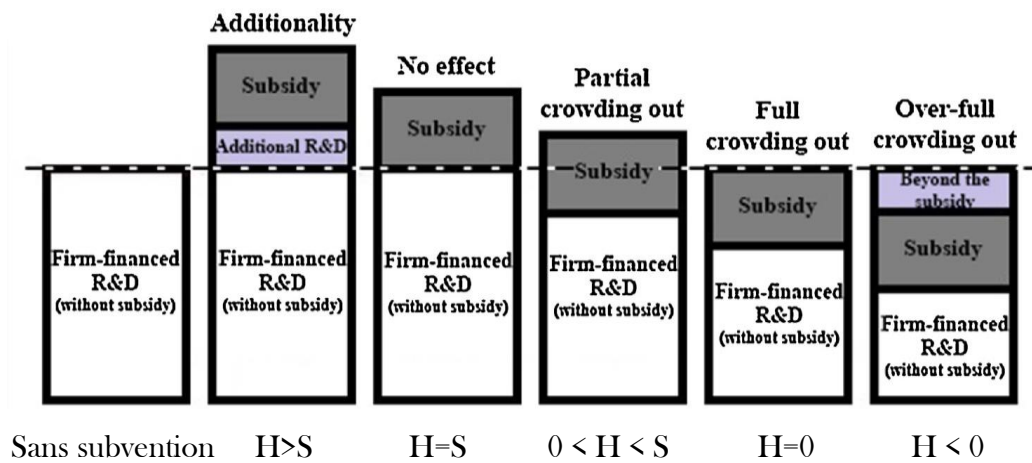 Additionality
Subsidy
Additional R&D
Firm-financed
R&D
(without subsidy)
No effect
Subsidy
Firm-financed
R&D
(without subsidy)
Partial
crowding out
Subsidy
Firm-financed
R&D
(without subsidy)
Full
crowding out
Subsidy
Firm-financed
R&D
(without subsidy)
Over-full
crowding out
Beyond the
subsidy
Subsidy
Firm-financed
R&D
(without subsidy)
Firm-financed
R&D
(without subsidy)
Sans subvention H>S H=S 0 < H < S H=0 H < 0